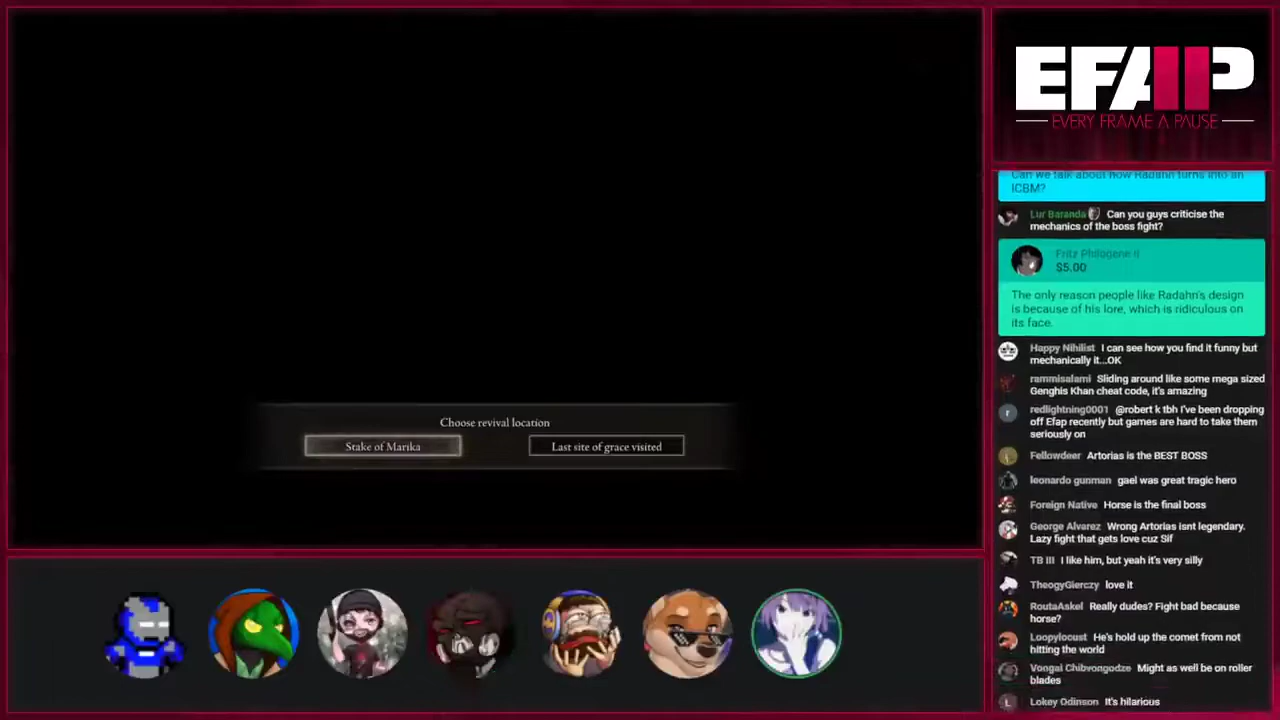 EFAP
EVERY FRAME A PAUSE
Can we talk about how Radahn turns into an
ICBM?
Lur Baranda Can you guys criticise the
mechanics of the boss fight?
Fritz Philogene II
$5.00
The only reason people like Radahn's design
is because of his lore, which is ridiculous on
its face.
Happy Nihilist I can see how you find it funny but
mechanically it...OK
rammisalami Sliding around like some mega sized
Genghis Khan cheat code, it's amazing
redlightning0001 @robert k tbh I've been dropping
off Efap recently but games are hard to take them
seriously on
Fellowdeer Artorias is the BEST BOSS
leonardo gunman gael was great tragic hero
Foreign Native Horse is the final boss
George Alvarez Wrong Artorias isnt legendary.
Lazy fight that gets love cuz Sif
TB III I like him, but yeah it's very silly
TheogyGierczy love it
RoutaAskel Really dudes? Fight bad because
horse?
Loopylocust He's hold up the comet from not
hitting the world
Vongai Chibvongodze Might as well be on roller
blades
Lokey Odinson It's hilarious
Choose revival location
Stake of Marika
Last site of grace visited